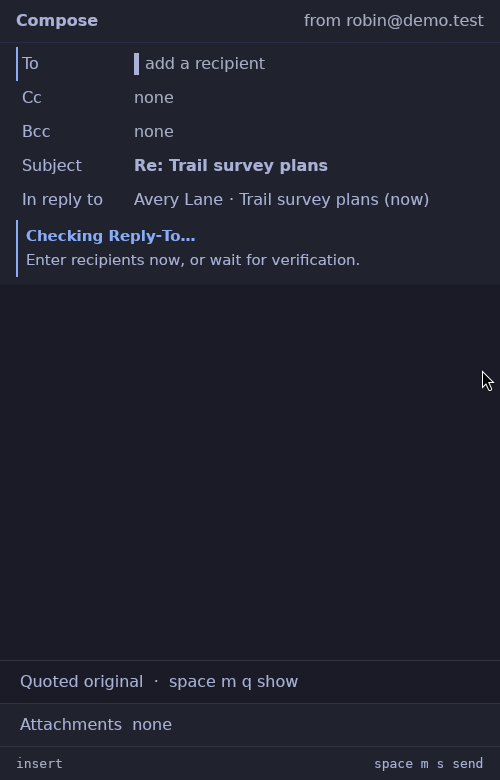 Compose from robin@demo.test
To add a recipient
Cc none
Bcc none
Subject Re: Trail survey plans
In reply to Avery Lane · Trail survey plans (now)
Checking Reply-To…
Enter recipients now, or wait for verification.
Quoted original · space m q show
Attachments none
insert space m s send